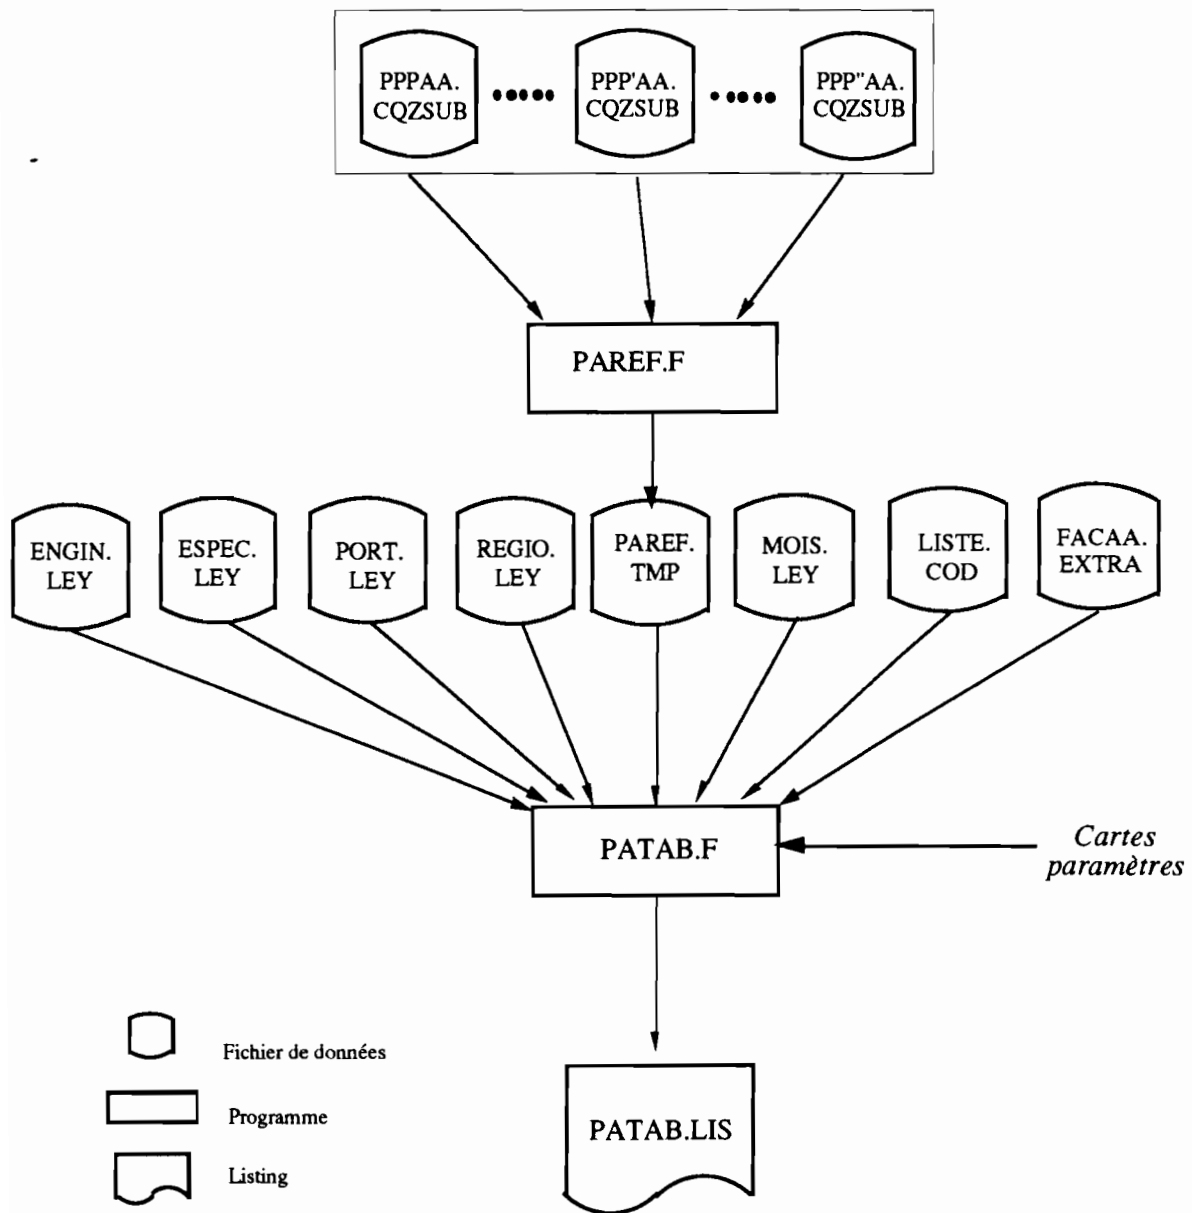 PPPAA.
CQZSUB
PPP'AA.
CQZSUB
PPP"AA.
CQZSUB
PAREF.F
ENGIN.
LEY
ESPEC.
LEY
PORT.
LEY
REGIO.
LEY
PAREF.
TMP
MOIS.
LEY
LISTE.
COD
FACAA.
EXTRA
PATAB.F
Cartes
paramètres
Fichier de données
Programme
Listing
PATAB.LIS